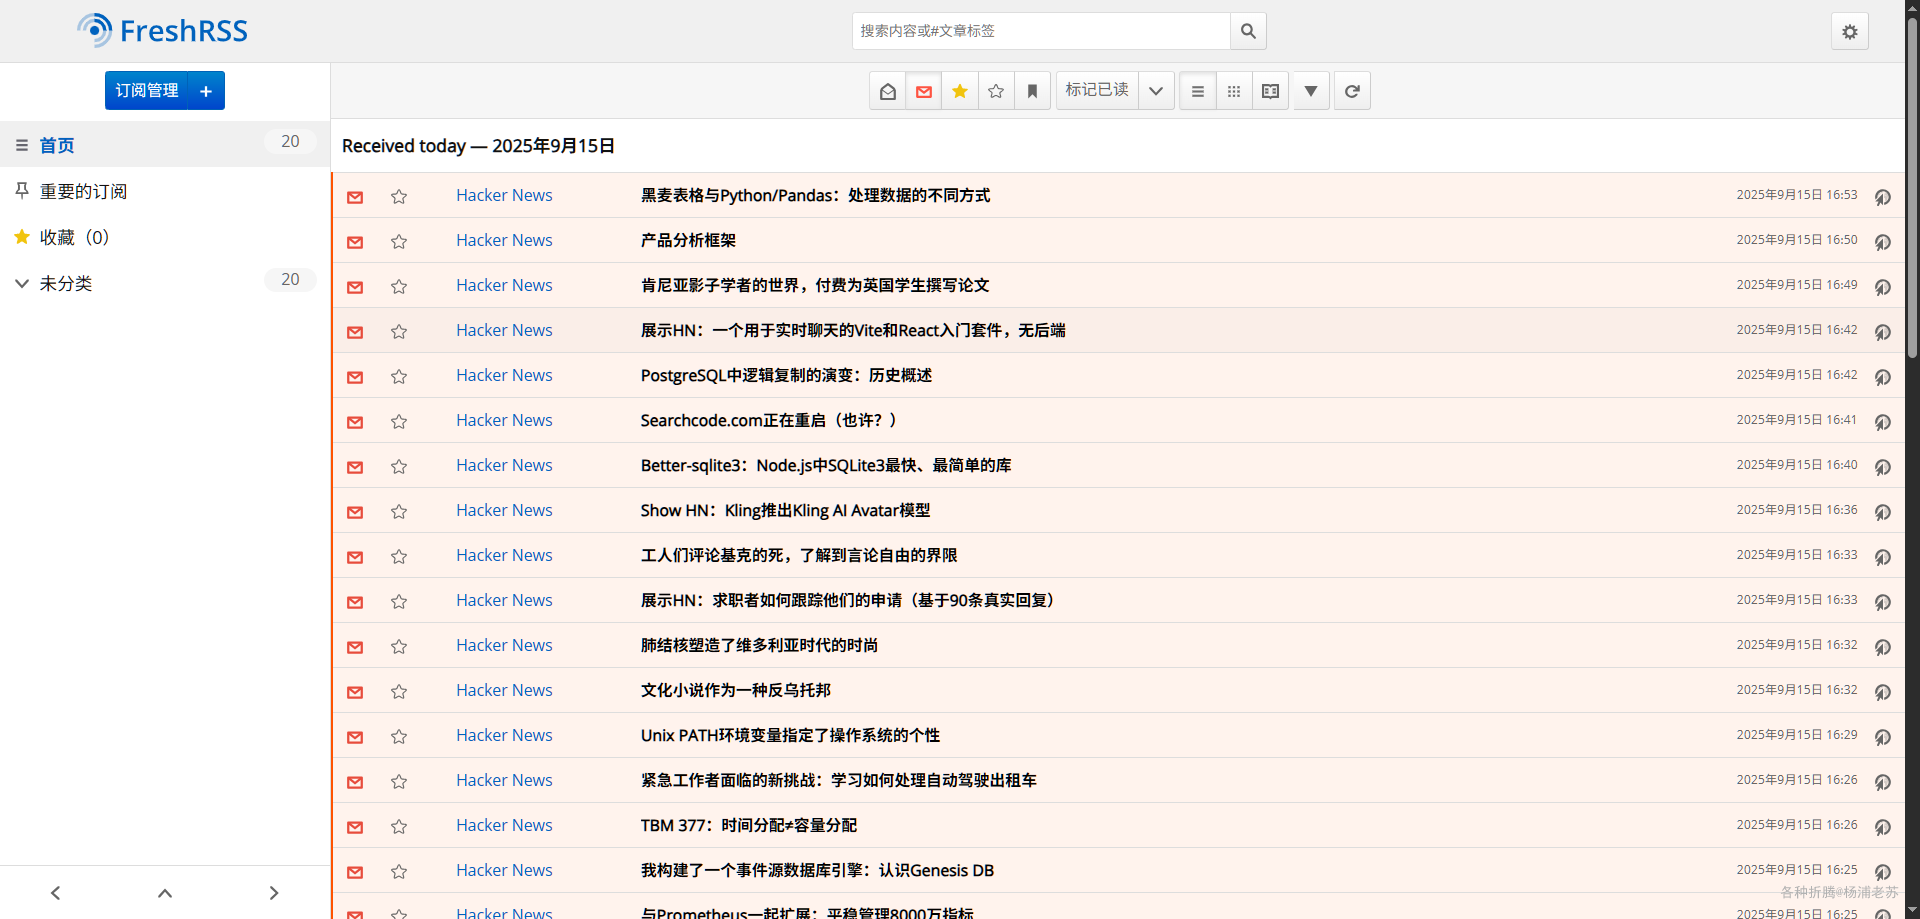 FreshRSS
搜索内容或#文章标签
订阅管理
标记已读
首页 20
重要的订阅
收藏（0）
未分类 20
Received today — 2025年9月15日
Hacker News 黑麦表格与Python/Pandas：处理数据的不同方式 2025年9月15日 16:53
Hacker News 产品分析框架 2025年9月15日 16:50
Hacker News 肯尼亚影子学者的世界，付费为英国学生撰写论文 2025年9月15日 16:49
Hacker News 展示HN：一个用于实时聊天的Vite和React入门套件，无后端 2025年9月15日 16:42
Hacker News PostgreSQL中逻辑复制的演变：历史概述 2025年9月15日 16:42
Hacker News Searchcode.com正在重启（也许？） 2025年9月15日 16:41
Hacker News Better-sqlite3：Node.js中SQLite3最快、最简单的库 2025年9月15日 16:40
Hacker News Show HN：Kling推出Kling AI Avatar模型 2025年9月15日 16:36
Hacker News 工人们评论基克的死，了解到言论自由的界限 2025年9月15日 16:33
Hacker News 展示HN：求职者如何跟踪他们的申请（基于90条真实回复） 2025年9月15日 16:33
Hacker News 肺结核塑造了维多利亚时代的时尚 2025年9月15日 16:32
Hacker News 文化小说作为一种反乌托邦 2025年9月15日 16:32
Hacker News Unix PATH环境变量指定了操作系统的个性 2025年9月15日 16:29
Hacker News 紧急工作者面临的新挑战：学习如何处理自动驾驶出租车 2025年9月15日 16:26
Hacker News TBM 377：时间分配≠容量分配 2025年9月15日 16:26
Hacker News 我构建了一个事件源数据库引擎：认识Genesis DB 2025年9月15日 16:25
各种折腾@杨浦老苏
Hacker News 与Prometheus一起扩展：平稳管理8000万指标 2025年9月15日 16:25